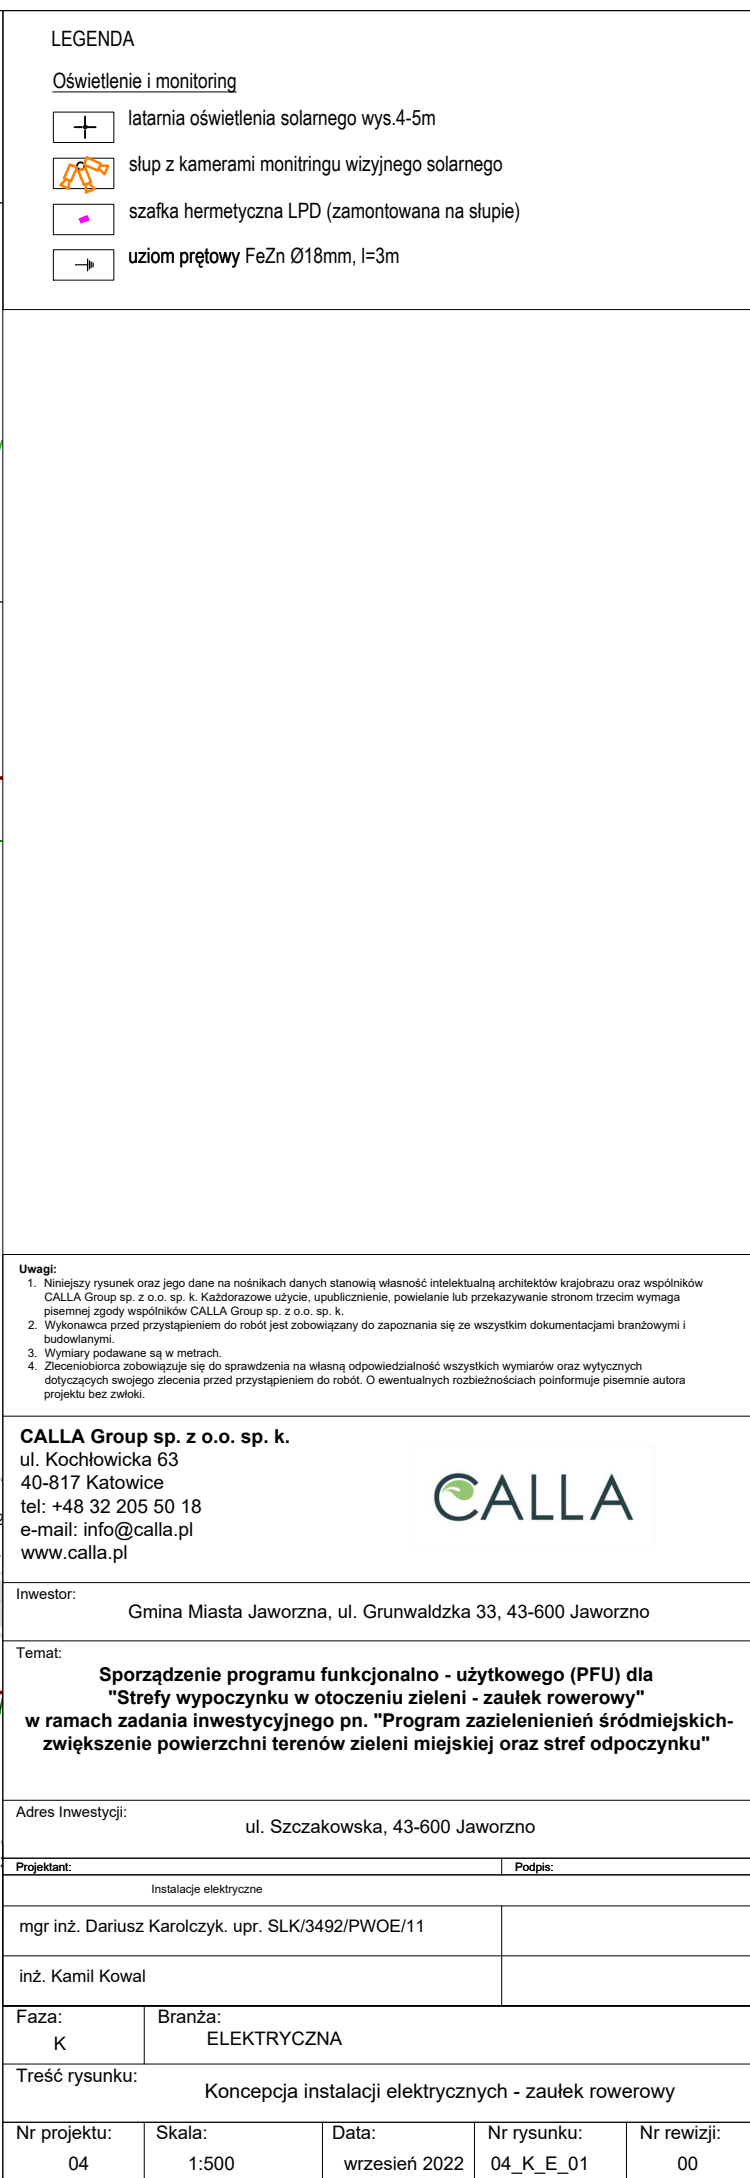 LEGENDA
Oświetlenie i monitoring
latarnia oświetlenia solarnego wys.4-5m
słup z kamerami monitringu wizyjnego solarnego
szafka hermetyczna LPD (zamontowana na słupie)
uziom prętowy FeZn Ø18mm, l=3m
Uwagi:
1. Niniejszy rysunek oraz jego dane na nośnikach danych stanowią własność intelektualną architektów krajobrazu oraz wspólników
CALLA Group sp. z o.o. sp. k. Każdorazowe użycie, upublicznienie, powielanie lub przekazywanie stronom trzecim wymaga
pisemnej zgody wspólników CALLA Group sp. z o.o. sp. k.
2. Wykonawca przed przystąpieniem do robót jest zobowiązany do zapoznania się ze wszystkim dokumentacjami branżowymi i
budowlanymi.
3. Wymiary podawane są w metrach.
4. Zleceniobiorca zobowiązuje się do sprawdzenia na własną odpowiedzialność wszystkich wymiarów oraz wytycznych
dotyczących swojego zlecenia przed przystąpieniem do robót. O ewentualnych rozbieżnościach poinformuje pisemnie autora
projektu bez zwłoki.
CALLA Group sp. z o.o. sp. k.
ul. Kochłowicka 63
40-817 Katowice
tel: +48 32 205 50 18
e-mail: info@calla.pl
www.calla.pl
CALLA
Inwestor:
Gmina Miasta Jaworzna, ul. Grunwaldzka 33, 43-600 Jaworzno
Temat:
Sporządzenie programu funkcjonalno - użytkowego (PFU) dla
"Strefy wypoczynku w otoczeniu zieleni - zaułek rowerowy"
w ramach zadania inwestycyjnego pn. "Program zazielenienień śródmiejskich-
zwiększenie powierzchni terenów zieleni miejskiej oraz stref odpoczynku"
Adres Inwestycji:
ul. Szczakowska, 43-600 Jaworzno
Projektant: Podpis:
Instalacje elektryczne
mgr inż. Dariusz Karolczyk. upr. SLK/3492/PWOE/11
inż. Kamil Kowal
Faza: Branża:
K ELEKTRYCZNA
Treść rysunku:
Koncepcja instalacji elektrycznych - zaułek rowerowy
Nr projektu: Skala: Data: Nr rysunku: Nr rewizji:
04 1:500 wrzesień 2022 04_K_E_01 00